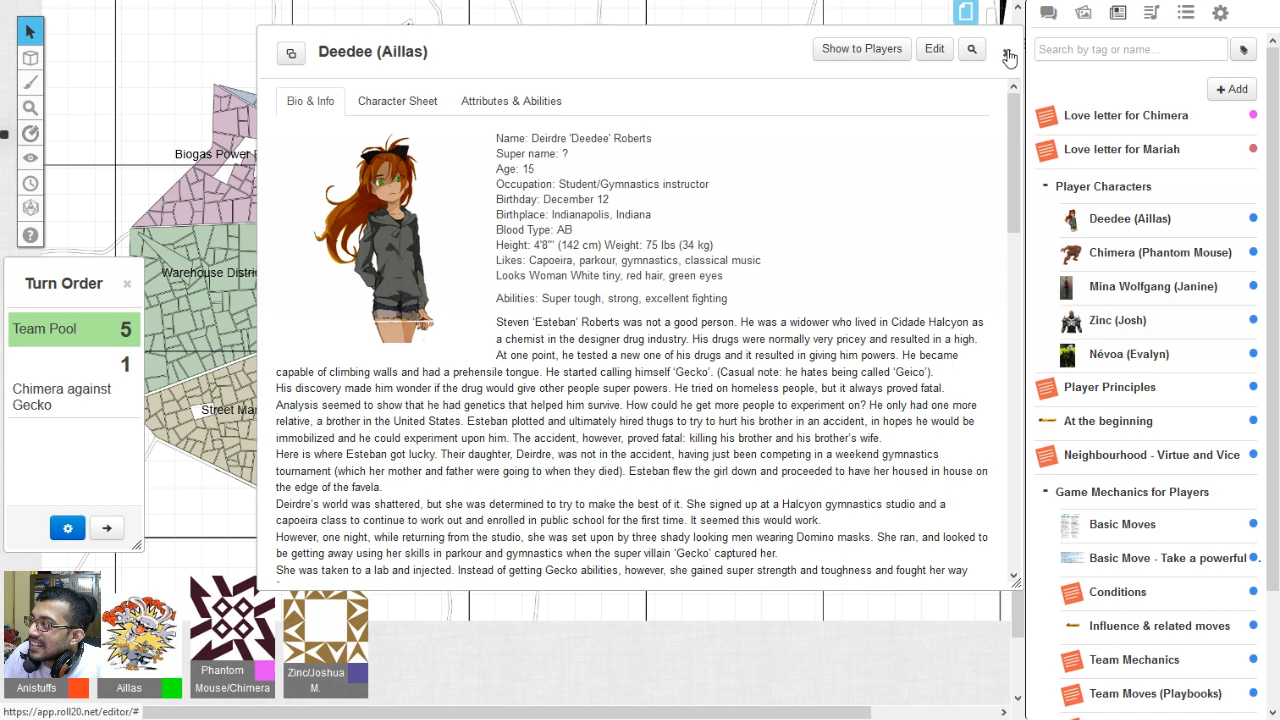 Deedee (Aillas)
Show to Players
Edit
Search by tag or name...
+ Add
Bio & Info
Character Sheet
Attributes & Abilities
Name: Deirdre 'Deedee' Roberts
Super name: ?
Age: 15
Occupation: Student/Gymnastics instructor
Birthday: December 12
Birthplace: Indianapolis, Indiana
Blood Type: AB
Height: 4'8"' (142 cm) Weight: 75 lbs (34 kg)
Likes: Capoeira, parkour, gymnastics, classical music
Looks Woman White tiny, red hair, green eyes
Abilities: Super tough, strong, excellent fighting
Steven 'Esteban' Roberts was not a good person. He was a widower who lived in Cidade Halcyon as
a chemist in the designer drug industry. His drugs were normally very pricey and resulted in a high.
At one point, he tested a new one of his drugs and it resulted in giving him powers. He became
capable of climbing walls and had a prehensile tongue. He started calling himself 'Gecko'. (Casual note: he hates being called 'Geico').
His discovery made him wonder if the drug would give other people super powers. He tried on homeless people, but it always proved fatal.
Analysis seemed to show that he had genetics that helped him survive. How could he get more people to experiment on? He only had one more
relative, a brother in the United States. Esteban plotted and ultimately hired thugs to try to hurt his brother in an accident, in hopes he would be
immobilized and he could experiment upon him. The accident, however, proved fatal: killing his brother and his brother's wife.
Here is where Esteban got lucky. Their daughter, Deirdre, was not in the accident, having just been competing in a weekend gymnastics
tournament (which her mother and father were going to when they died). Esteban flew the girl down and proceeded to have her housed in house on
the edge of the favela.
Deirdre's world was shattered, but she was determined to try to make the best of it. She signed up at a Halcyon gymnastics studio and a
capoeira class to continue to work out and enrolled in public school for the first time. It seemed this would work.
However, one night, while returning from the studio, she was set upon by three shady looking men wearing Domino masks. She ran, and looked to
be getting away using her skills in parkour and gymnastics when the super villain 'Gecko' captured her.
She was taken to a lab and injected. Instead of getting Gecko abilities, however, she gained super strength and toughness and fought her way
Biogas Power
Warehouse Distri
Street Mar
Turn Order
Team Pool 5
1
Chimera against
Gecko
Anistuffs
Aillas
Phantom
Mouse/Chimera
Zinc/Joshua
M.
https://app.roll20.net/editor/#
Love letter for Chimera
Love letter for Mariah
Player Characters
Deedee (Aillas)
Chimera (Phantom Mouse)
Mina Wolfgang (Janine)
Zinc (Josh)
Névoa (Evalyn)
Player Principles
At the beginning
Neighbourhood - Virtue and Vice
Game Mechanics for Players
Basic Moves
Basic Move - Take a powerful
Conditions
Influence & related moves
Team Mechanics
Team Moves (Playbooks)